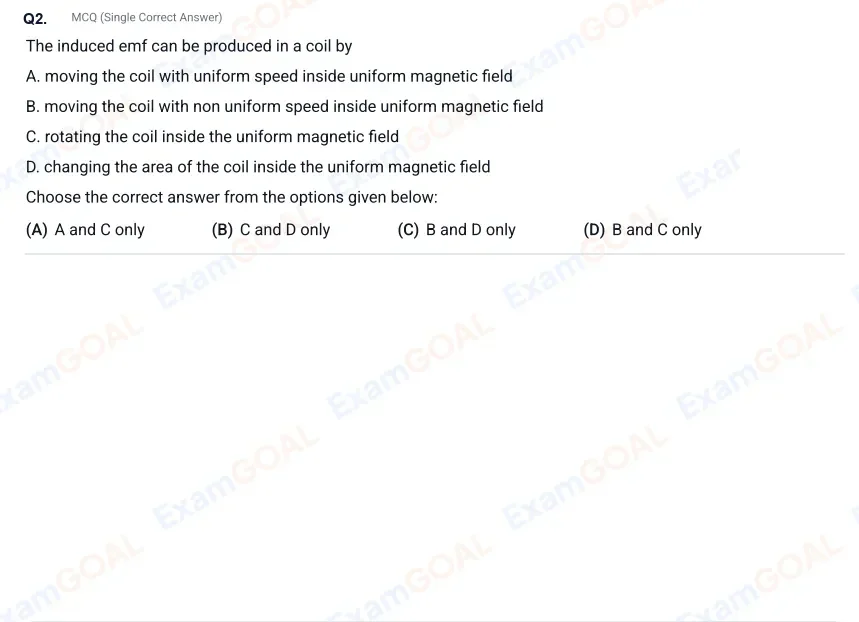 Q2. MCQ (Single Correct Answer)
The induced emf can be produced in a coil by
A. moving the coil with uniform speed inside uniform magnetic field
B. moving the coil with non uniform speed inside uniform magnetic field
C. rotating the coil inside the uniform magnetic field
D. changing the area of the coil inside the uniform magnetic field
Choose the correct answer from the options given below:
(A) A and C only (B) C and D only (C) B and D only (D) B and C only
ExamGOAL